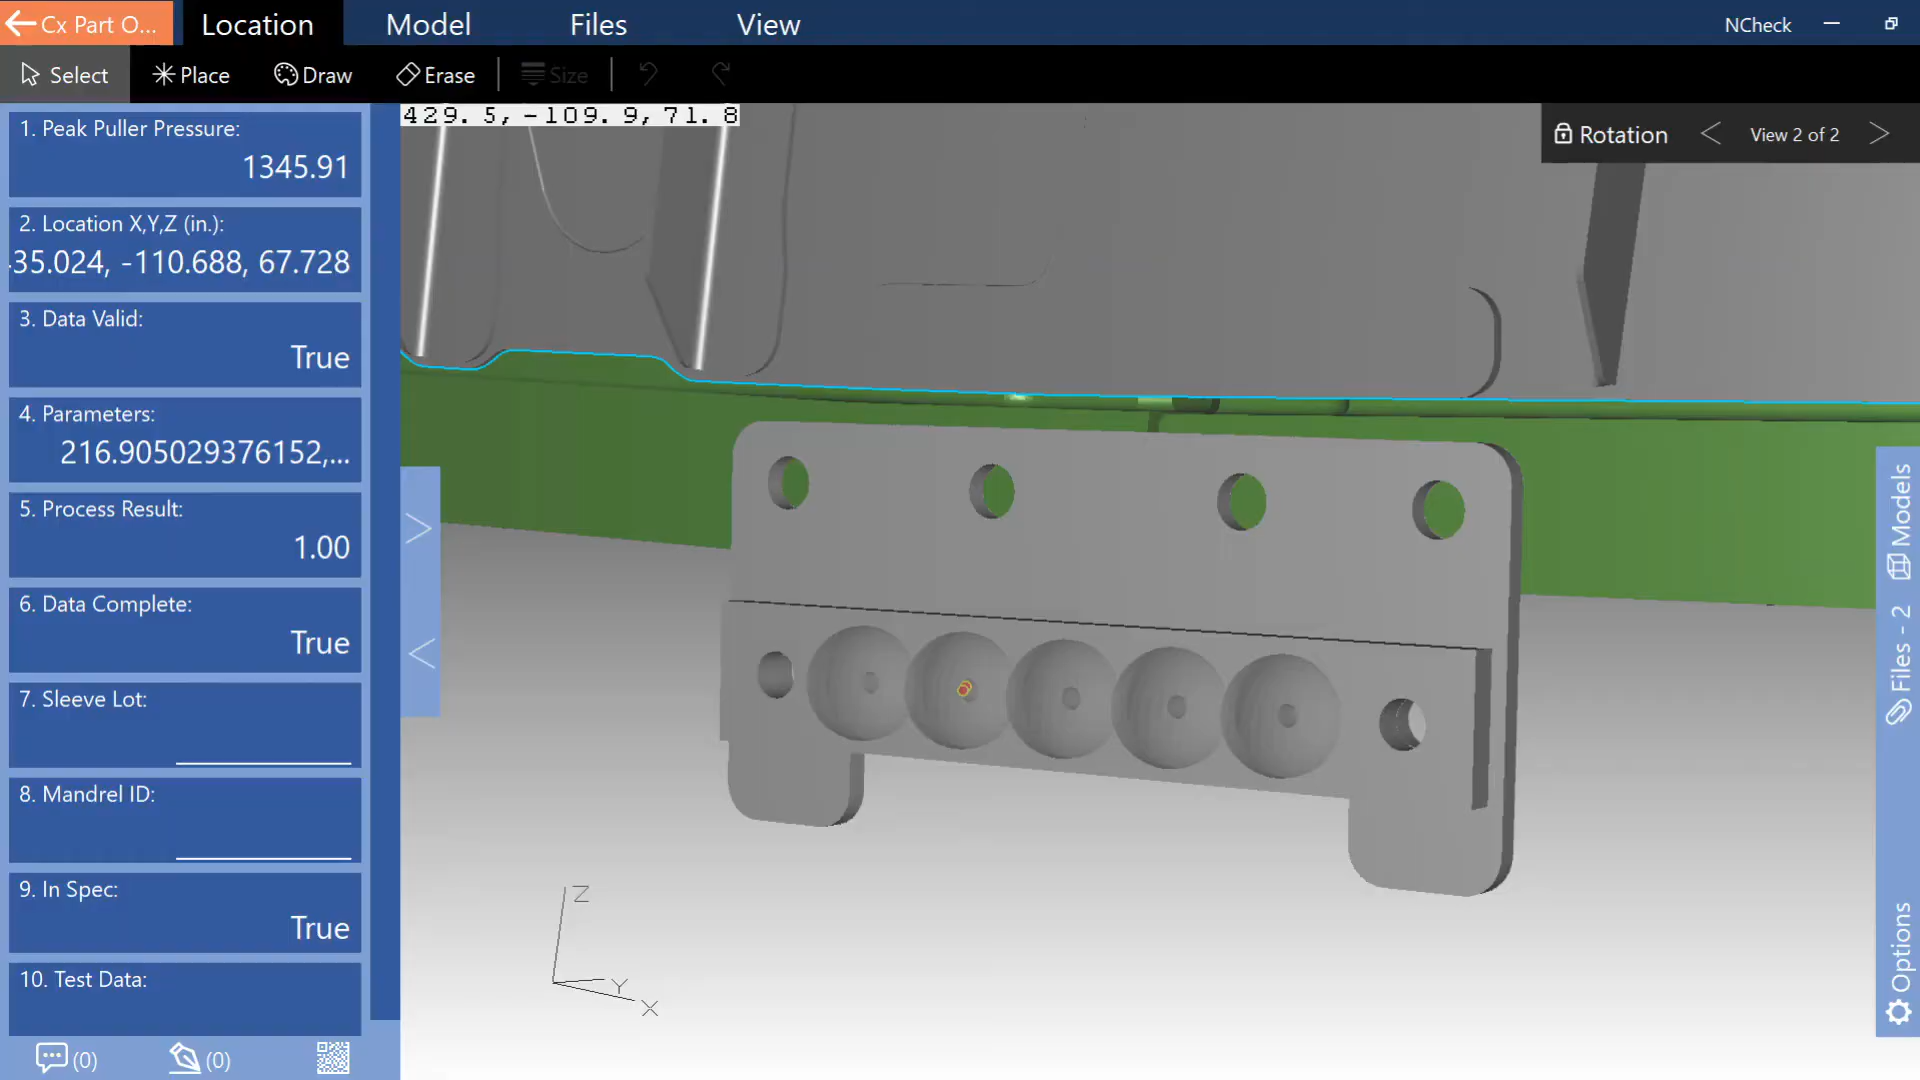 Cx Part O...
Location
Model
Files
View
NCheck
Select
Place
Draw
Erase
Size
429.5,-109.9,71.8
Rotation
View 2 of 2
1. Peak Puller Pressure:
1345.91
2. Location X,Y,Z (in.):
35.024, -110.688, 67.728
3. Data Valid:
True
4. Parameters:
216.905029376152,...
5. Process Result:
1.00
6. Data Complete:
True
7. Sleeve Lot:
8. Mandrel ID:
9. In Spec:
True
10. Test Data:
(0)
(0)
Z
Y
X
Models
Files - 2
Options